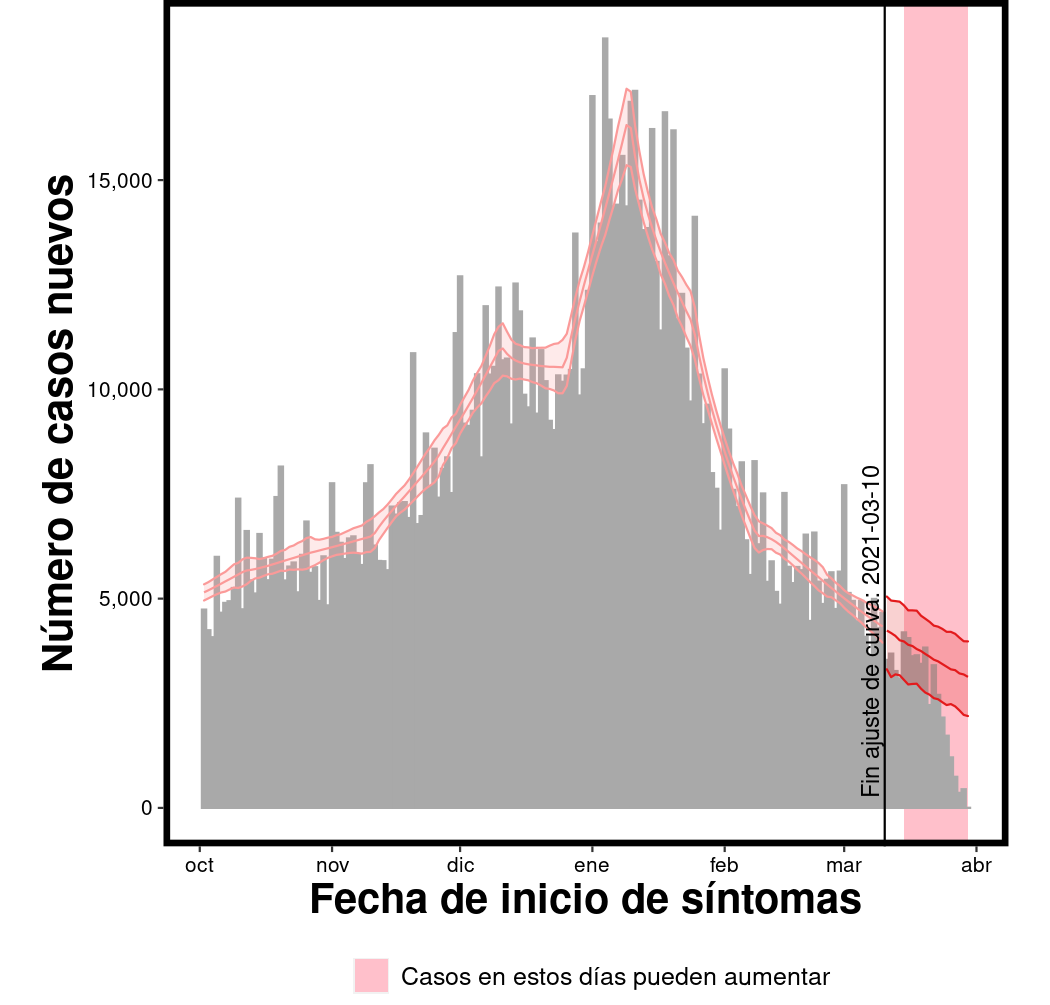 Número de casos nuevos
15,000
10,000
5,000
0
Fin ajuste de curva: 2021-03-10
oct nov dic ene feb mar abr
Fecha de inicio de síntomas
Casos en estos días pueden aumentar